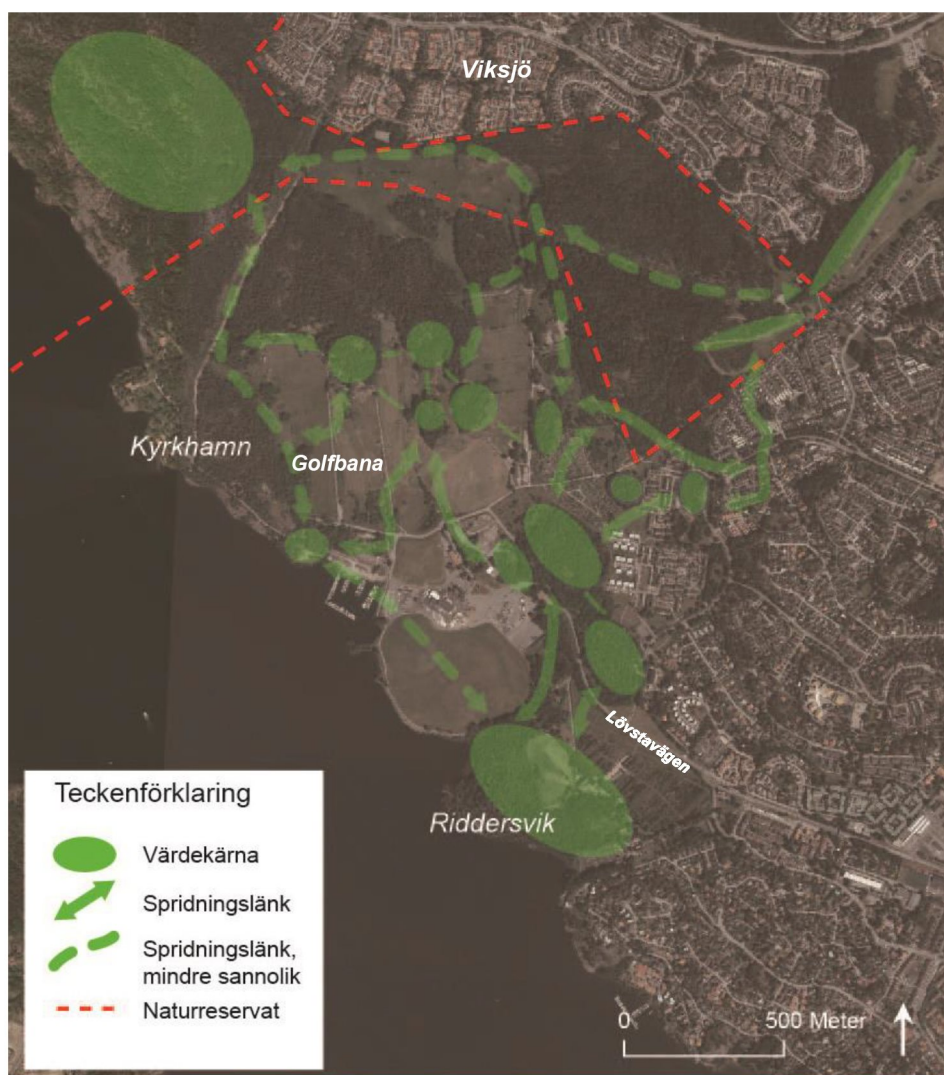 Viksjö
Kyrkhamn
Golfbana
Lövstavägen
Riddersvik
Teckenförklaring
Värdekärna
Spridningslänk
Spridningslänk,
mindre sannolik
Naturreservat
0 500 Meter